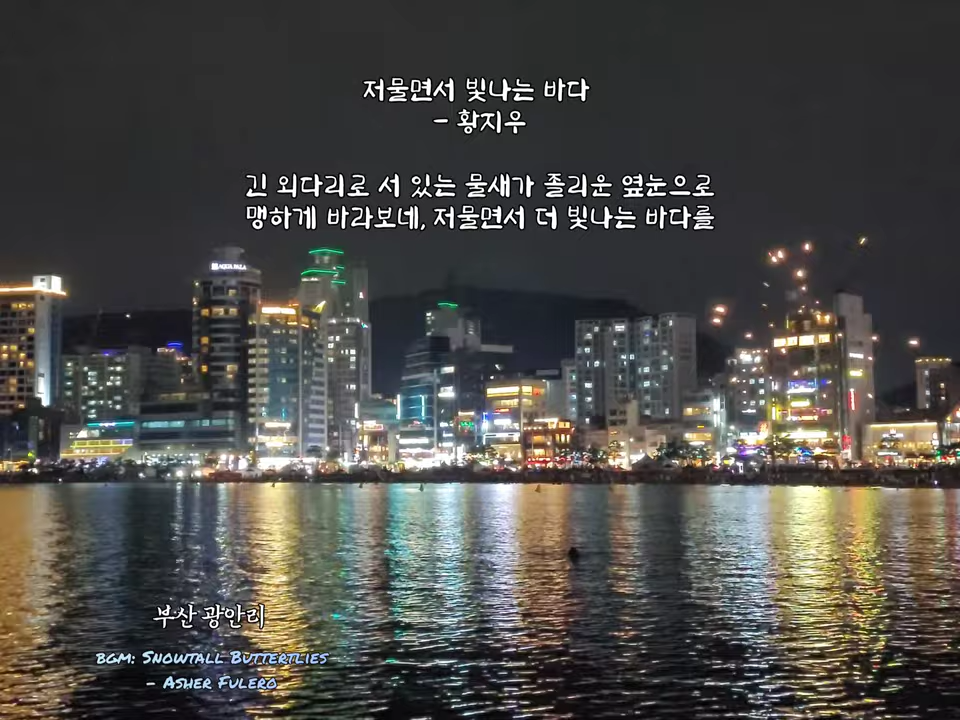 저물면서 빛나는 바다
- 황지우
긴 외다리로 서 있는 물새가 졸리운 옆눈으로
맹하게 바라보네, 저물면서 더 빛나는 바다를
AQUA PALACE
부산 광안리
BGM: Snowfall Butterflies
- Asher Fulero